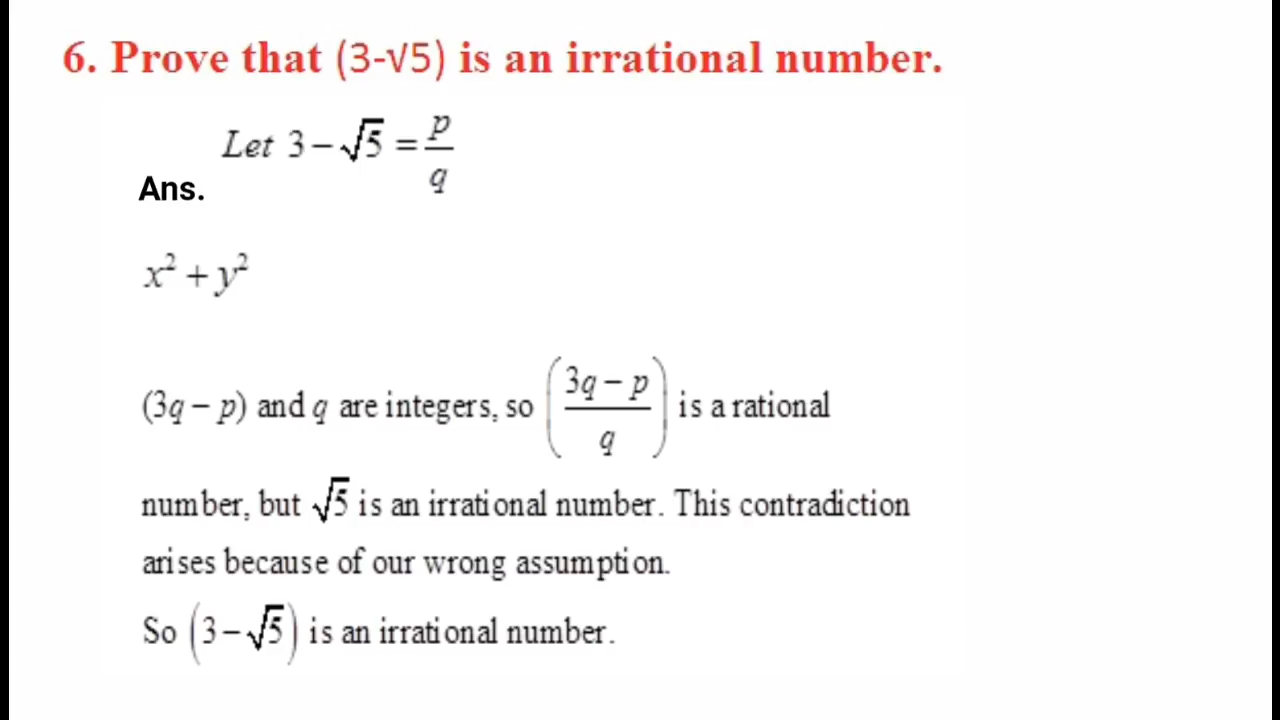 6. Prove that (3-√5) is an irrational number.
Let 3 − √5 = p/q
Ans.
x² + y²
(3q − p) and q are integers, so ((3q − p)/q) is a rational
number, but √5 is an irrational number. This contradiction
arises because of our wrong assumption.
So (3 − √5) is an irrational number.